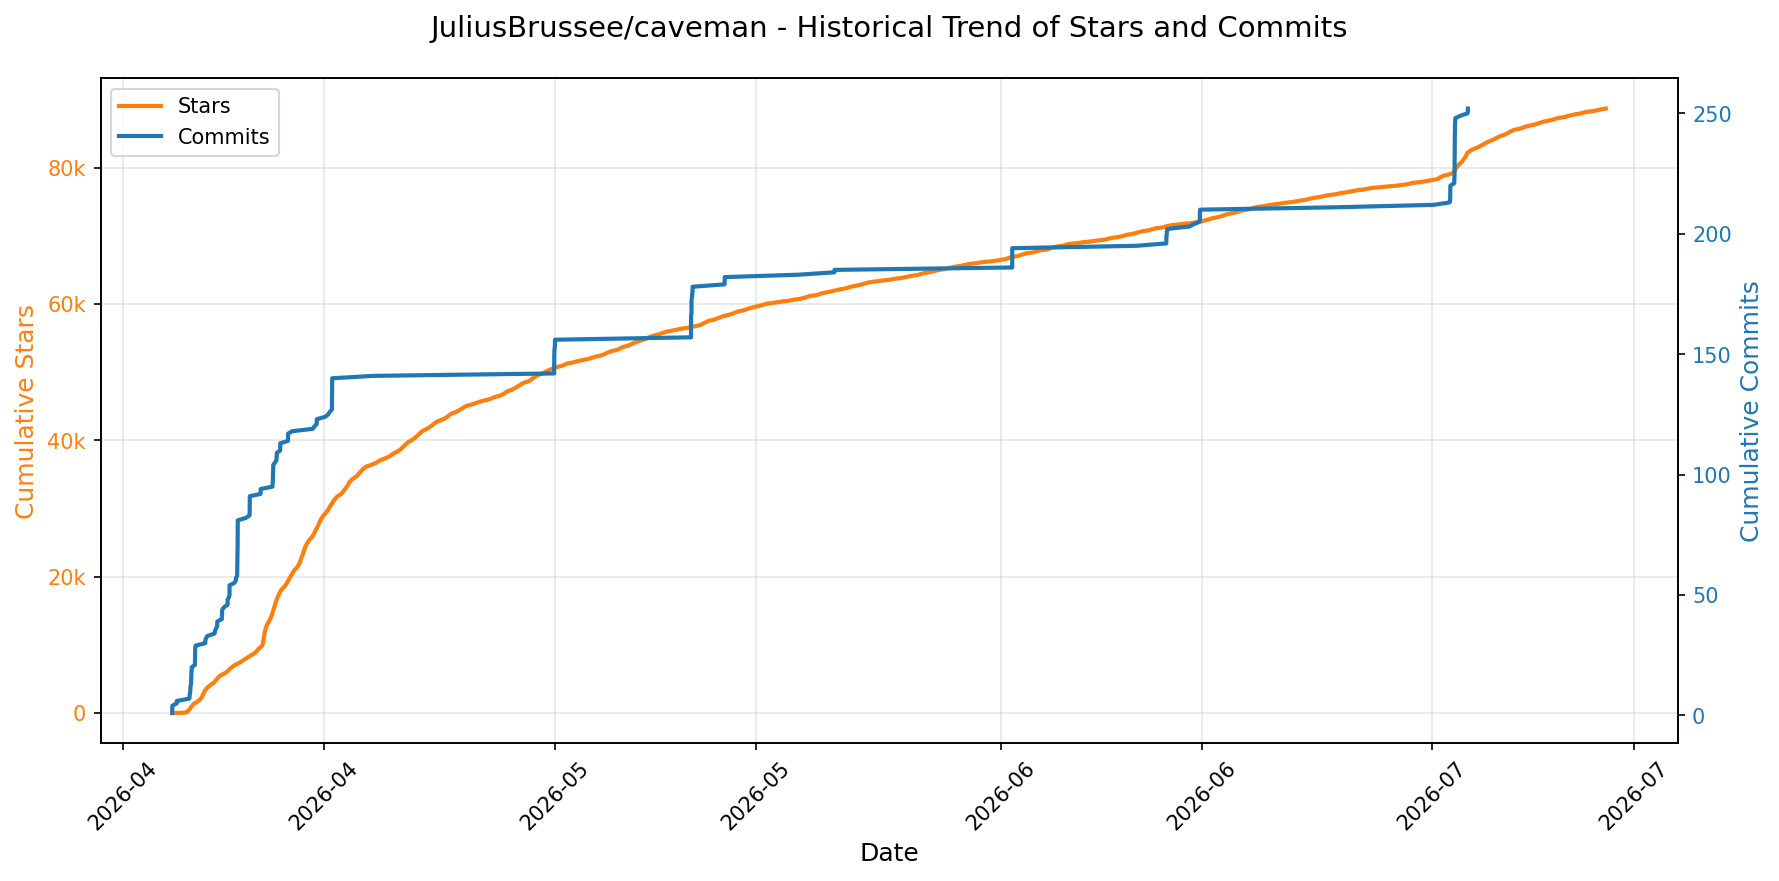 JuliusBrussee/caveman - Historical Trend of Stars and Commits
Stars
Commits
Cumulative Stars
80k
60k
40k
20k
0
Cumulative Commits
250
200
150
100
50
0
2026-04
2026-04
2026-05
2026-05
2026-06
2026-06
2026-07
2026-07
Date